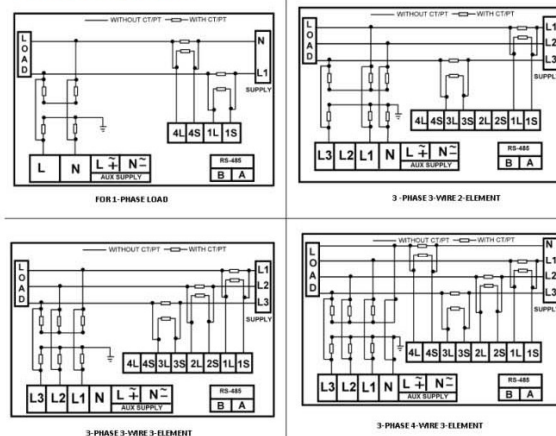 WITHOUT CT/PT WITH CT/PT
LOAD
N
L1
SUPPLY
4L 4S 1L 1S
L N L N
AUX SUPPLY
RS-485
B A
FOR 1-PHASE LOAD
WITHOUT CT/PT WITH CT/PT
LOAD
L1
L2
L3
SUPPLY
4L 4S 3L 3S 2L 2S 1L 1S
L3 L2 L1 N L N
AUX SUPPLY
RS-485
B A
3 -PHASE 3-WIRE 2-ELEMENT
WITHOUT CT/PT WITH CT/PT
LOAD
L1
L2
L3
SUPPLY
4L 4S 3L 3S 2L 2S 1L 1S
L3 L2 L1 N L N
AUX SUPPLY
RS-485
B A
3-PHASE 3-WIRE 3-ELEMENT
WITHOUT CT/PT WITH CT/PT
LOAD
N
L1
L2
L3
SUPPLY
4L 4S 3L 3S 2L 2S 1L 1S
L3 L2 L1 N L N
AUX SUPPLY
RS-485
B A
3-PHASE 4-WIRE 3-ELEMENT